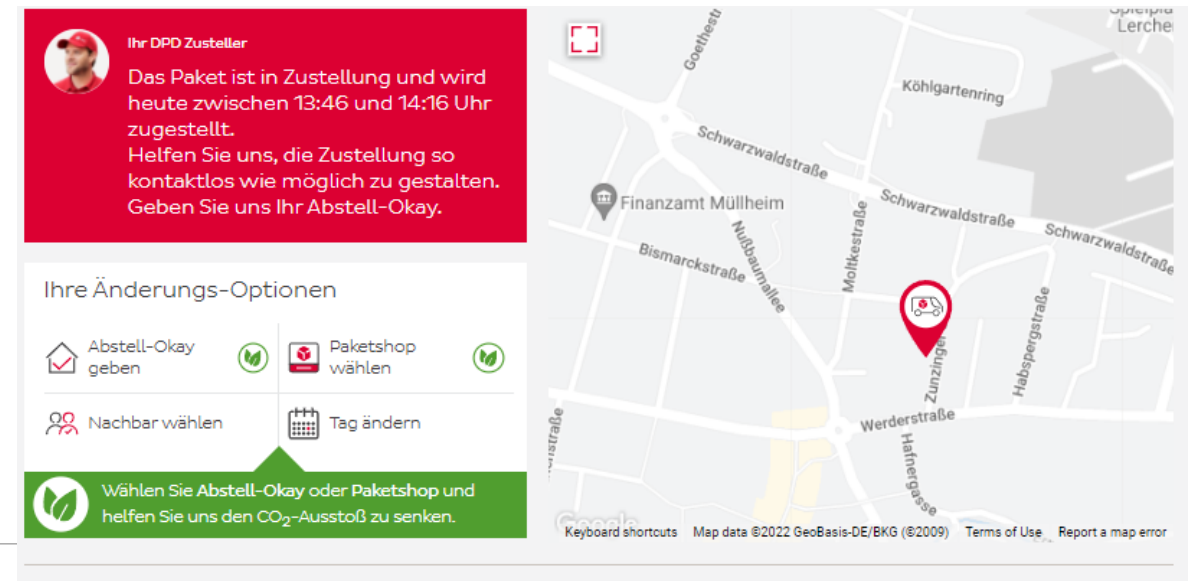 Ihr DPD Zusteller
Das Paket ist in Zustellung und wird
heute zwischen 13:46 und 14:16 Uhr
zugestellt.
Helfen Sie uns, die Zustellung so
kontaktlos wie möglich zu gestalten.
Geben Sie uns Ihr Abstell-Okay.
Ihre Änderungs-Optionen
Abstell-Okay
geben
Paketshop
wählen
Nachbar wählen
Tag ändern
Wählen Sie Abstell-Okay oder Paketshop und
helfen Sie uns den CO₂-Ausstoß zu senken.
Goethestr
Köhlgartenring
Schwarzwaldstraße
Schwarzwaldstraße
Schwarzwaldstraße
Finanzamt Müllheim
Bismarckstraße
Nußbaumallee
Moltkestraße
Zunzinger
Habspergstraße
Werderstraße
Hafnergasse
Google
Keyboard shortcuts
Map data ©2022 GeoBasis-DE/BKG (©2009)
Terms of Use
Report a map error